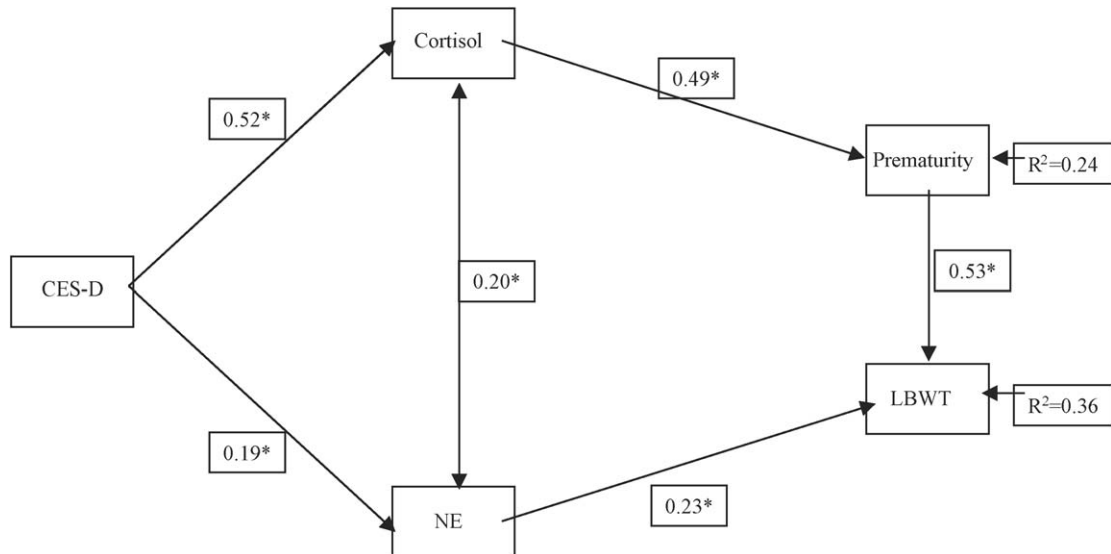 Cortisol
0.49*
0.52*
Prematurity
R²=0.24
CES-D
0.20*
0.53*
LBWT
R²=0.36
0.19*
NE
0.23*